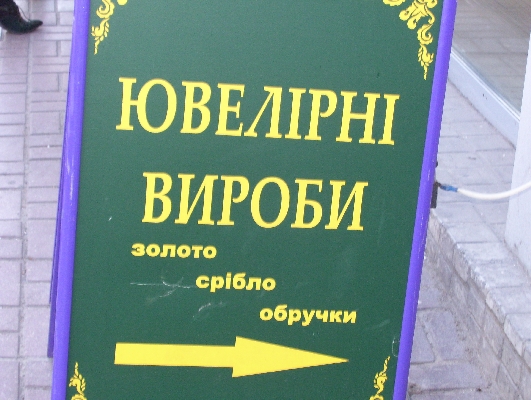 ЮВЕЛІРНІ
ВИРОБИ
золото
срібло
обручки